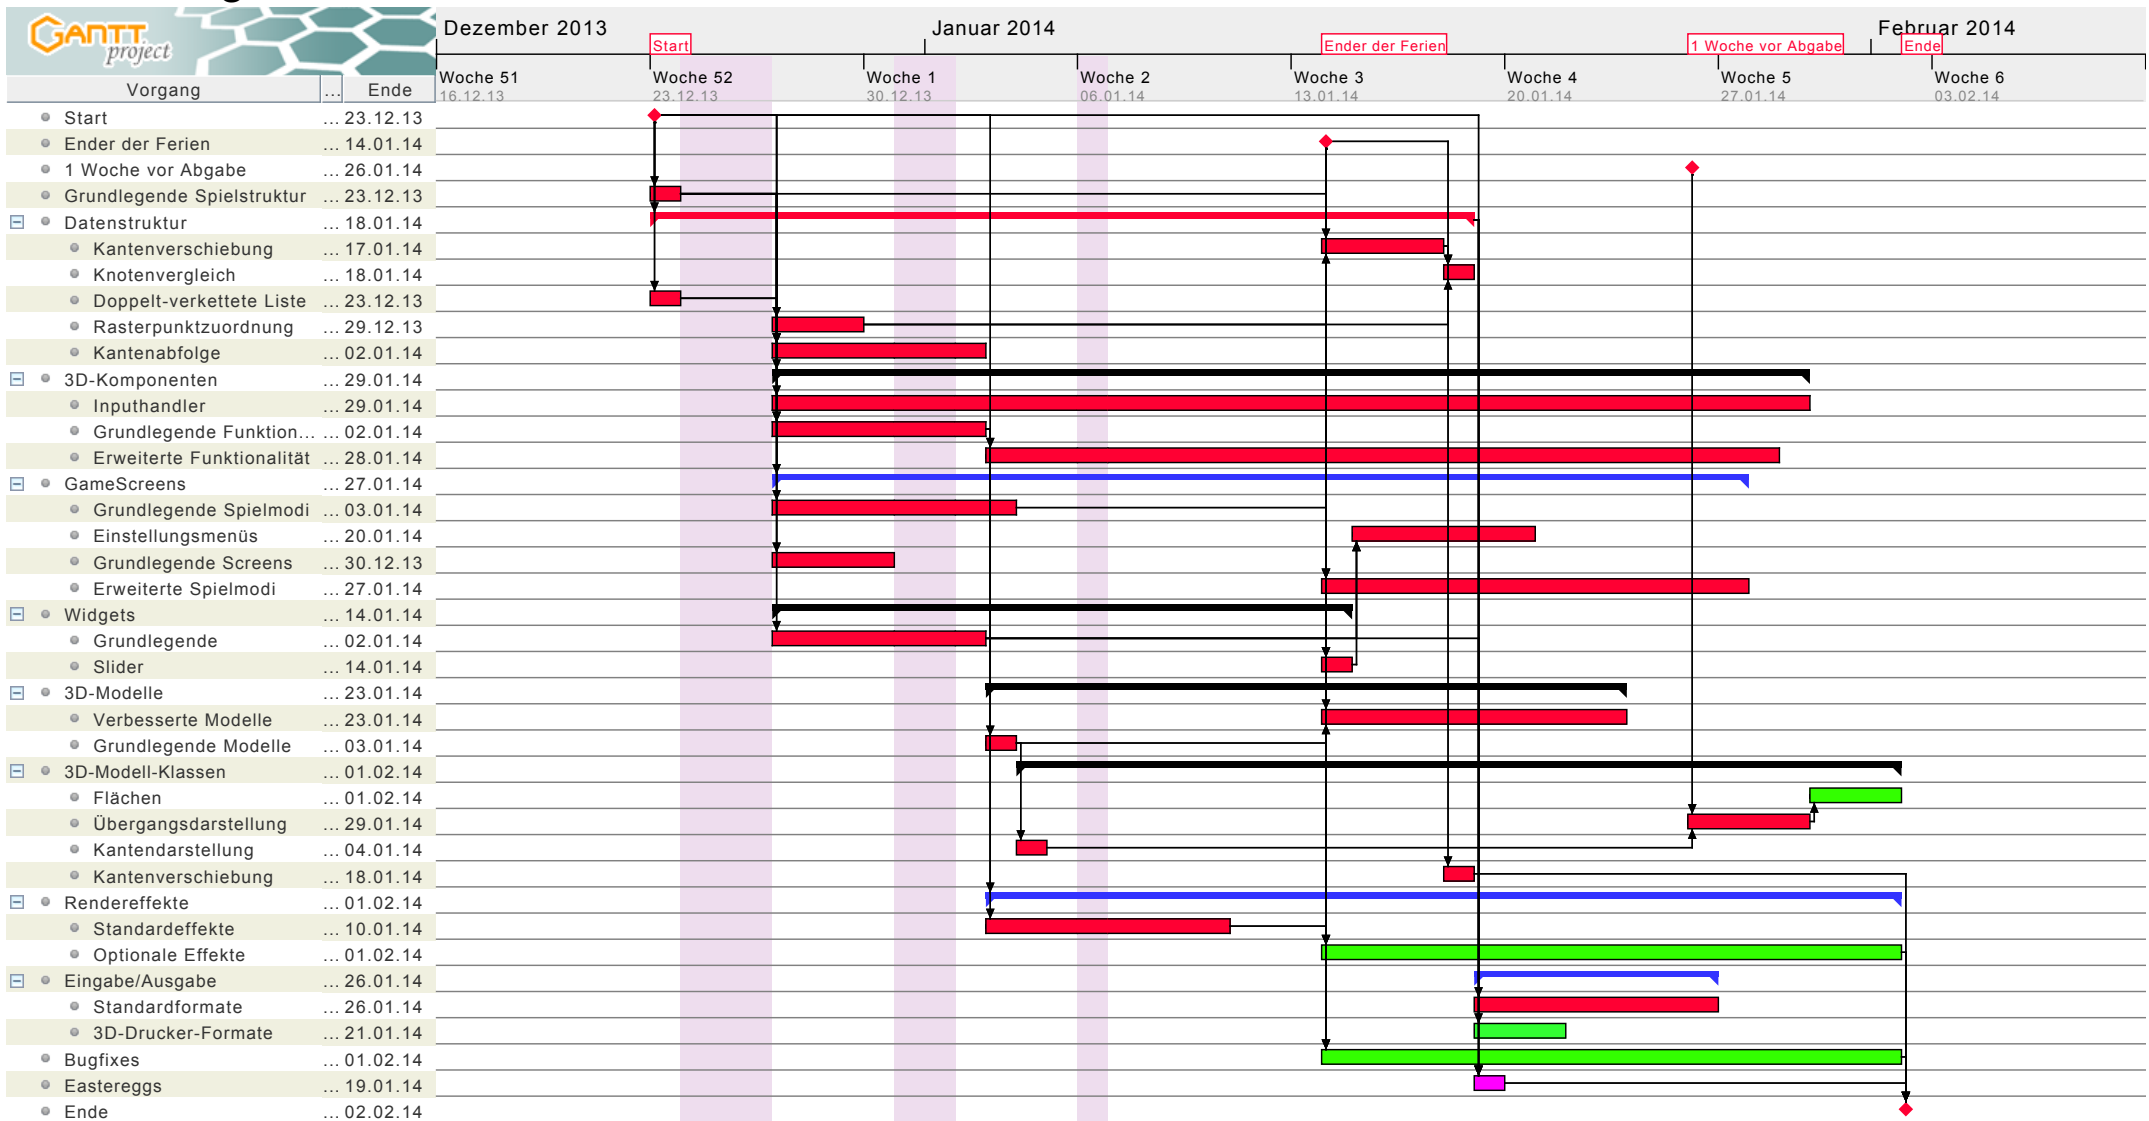 GANTT project
Dezember 2013
Januar 2014
Februar 2014
Start
Ender der Ferien
1 Woche vor Abgabe
Ende
Woche 51
Woche 52
Woche 1
Woche 2
Woche 3
Woche 4
Woche 5
Woche 6
16.12.13
23.12.13
30.12.13
06.01.14
13.01.14
20.01.14
27.01.14
03.02.14
Vorgang ... Ende
Start ... 23.12.13
Ender der Ferien ... 14.01.14
1 Woche vor Abgabe ... 26.01.14
Grundlegende Spielstruktur ... 23.12.13
Datenstruktur ... 18.01.14
Kantenverschiebung ... 17.01.14
Knotenvergleich ... 18.01.14
Doppelt-verkettete Liste ... 23.12.13
Rasterpunktzuordnung ... 29.12.13
Kantenabfolge ... 02.01.14
3D-Komponenten ... 29.01.14
Inputhandler ... 29.01.14
Grundlegende Funktion... ... 02.01.14
Erweiterte Funktionalität ... 28.01.14
GameScreens ... 27.01.14
Grundlegende Spielmodi ... 03.01.14
Einstellungsmenüs ... 20.01.14
Grundlegende Screens ... 30.12.13
Erweiterte Spielmodi ... 27.01.14
Widgets ... 14.01.14
Grundlegende ... 02.01.14
Slider ... 14.01.14
3D-Modelle ... 23.01.14
Verbesserte Modelle ... 23.01.14
Grundlegende Modelle ... 03.01.14
3D-Modell-Klassen ... 01.02.14
Flächen ... 01.02.14
Übergangsdarstellung ... 29.01.14
Kantendarstellung ... 04.01.14
Kantenverschiebung ... 18.01.14
Rendereffekte ... 01.02.14
Standardeffekte ... 10.01.14
Optionale Effekte ... 01.02.14
Eingabe/Ausgabe ... 26.01.14
Standardformate ... 26.01.14
3D-Drucker-Formate ... 21.01.14
Bugfixes ... 01.02.14
Eastereggs ... 19.01.14
Ende ... 02.02.14